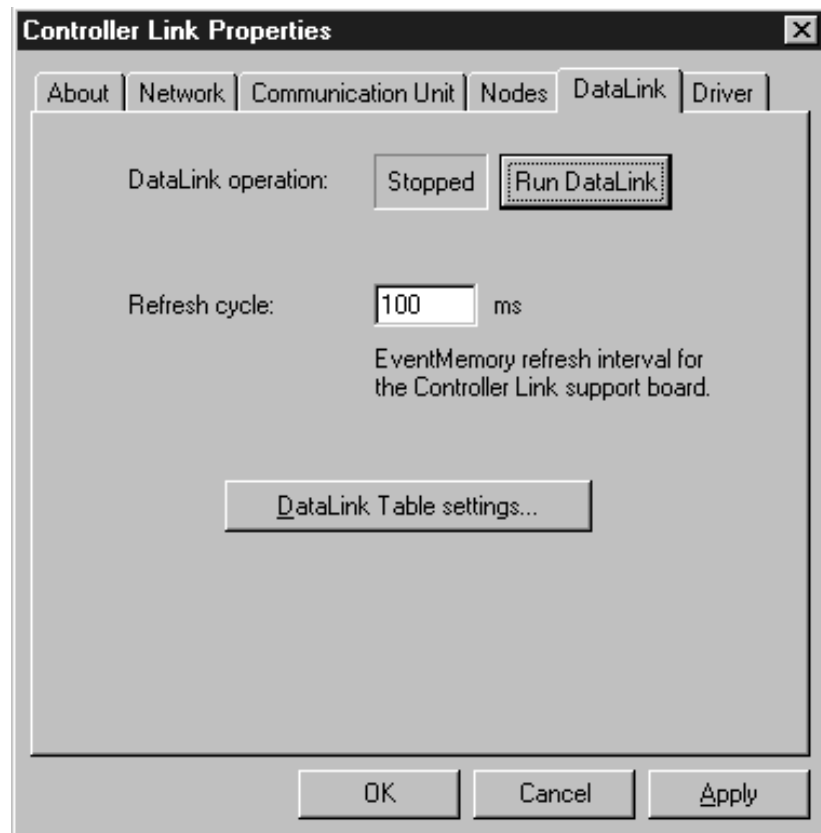 Controller Link Properties
About Network Communication Unit Nodes DataLink Driver
DataLink operation: Stopped Run DataLink
Refresh cycle: 100 ms
EventMemory refresh interval for
the Controller Link support board.
DataLink Table settings...
OK Cancel Apply